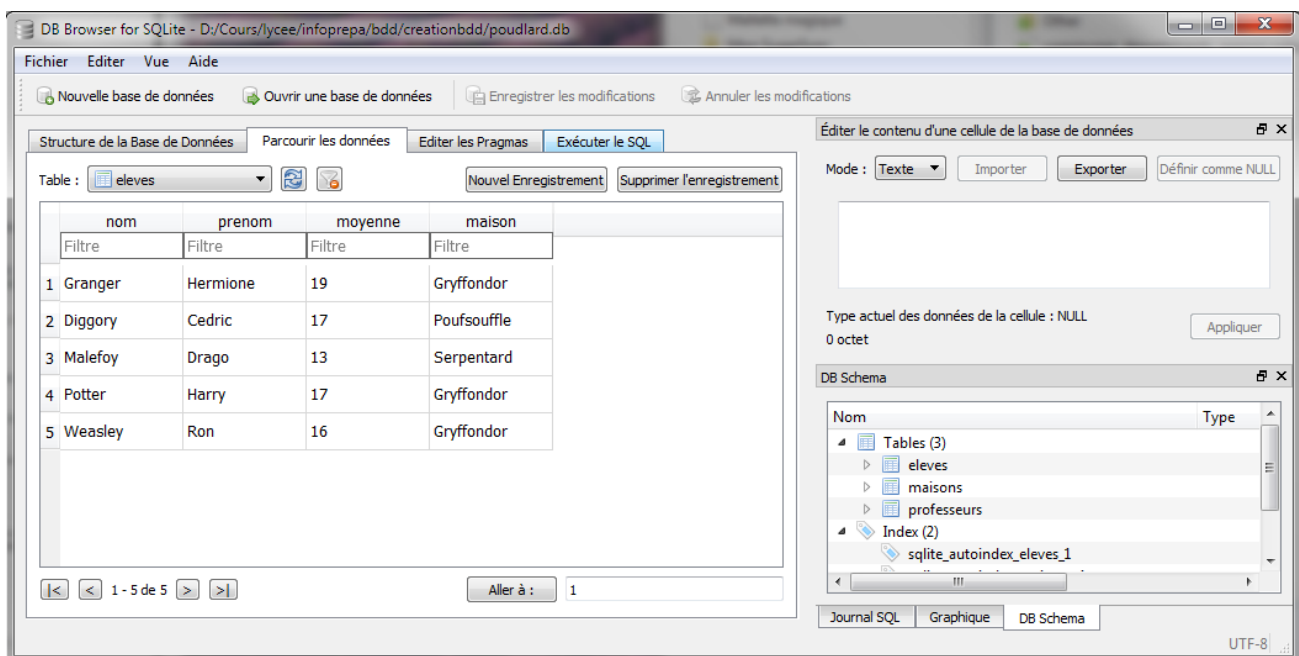 DB Browser for SQLite - D:/Cours/lycee/infoprepa/bdd/creationbdd/poudlard.db
Fichier Editer Vue Aide
Nouvelle base de données Ouvrir une base de données Enregistrer les modifications Annuler les modifications
Structure de la Base de Données Parcourir les données Editer les Pragmas Exécuter le SQL
Table : eleves Nouvel Enregistrement Supprimer l'enregistrement
nom prenom moyenne maison
Filtre Filtre Filtre Filtre
1 Granger Hermione 19 Gryffondor
2 Diggory Cedric 17 Poufsouffle
3 Malefoy Drago 13 Serpentard
4 Potter Harry 17 Gryffondor
5 Weasley Ron 16 Gryffondor
|< < 1 - 5 de 5 > >| Aller à : 1
Éditer le contenu d'une cellule de la base de données
Mode : Texte Importer Exporter Définir comme NULL
Type actuel des données de la cellule : NULL
0 octet
Appliquer
DB Schema
Nom Type
Tables (3)
eleves
maisons
professeurs
Index (2)
sqlite_autoindex_eleves_1
Journal SQL Graphique DB Schema
UTF-8